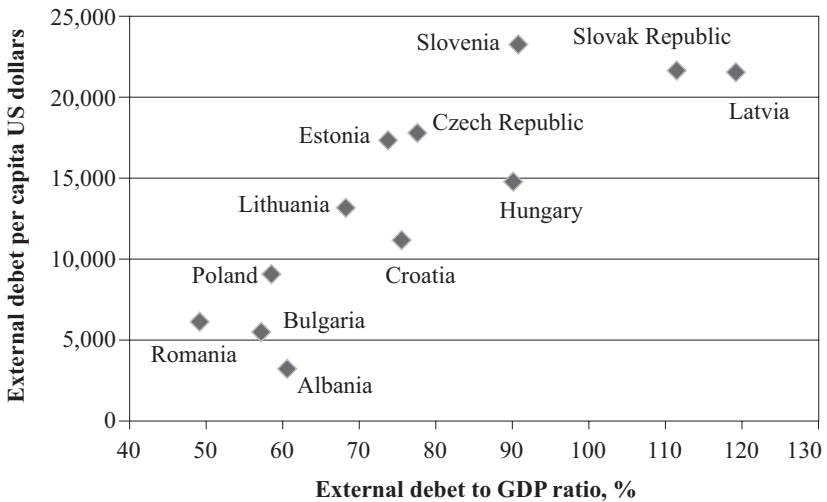 External debet per capita US dollars
25,000
20,000
15,000
10,000
5,000
0
Slovenia
Slovak Republic
Latvia
Estonia
Czech Republic
Lithuania
Hungary
Croatia
Poland
Bulgaria
Romania
Albania
40 50 60 70 80 90 100 110 120 130
External debet to GDP ratio, %